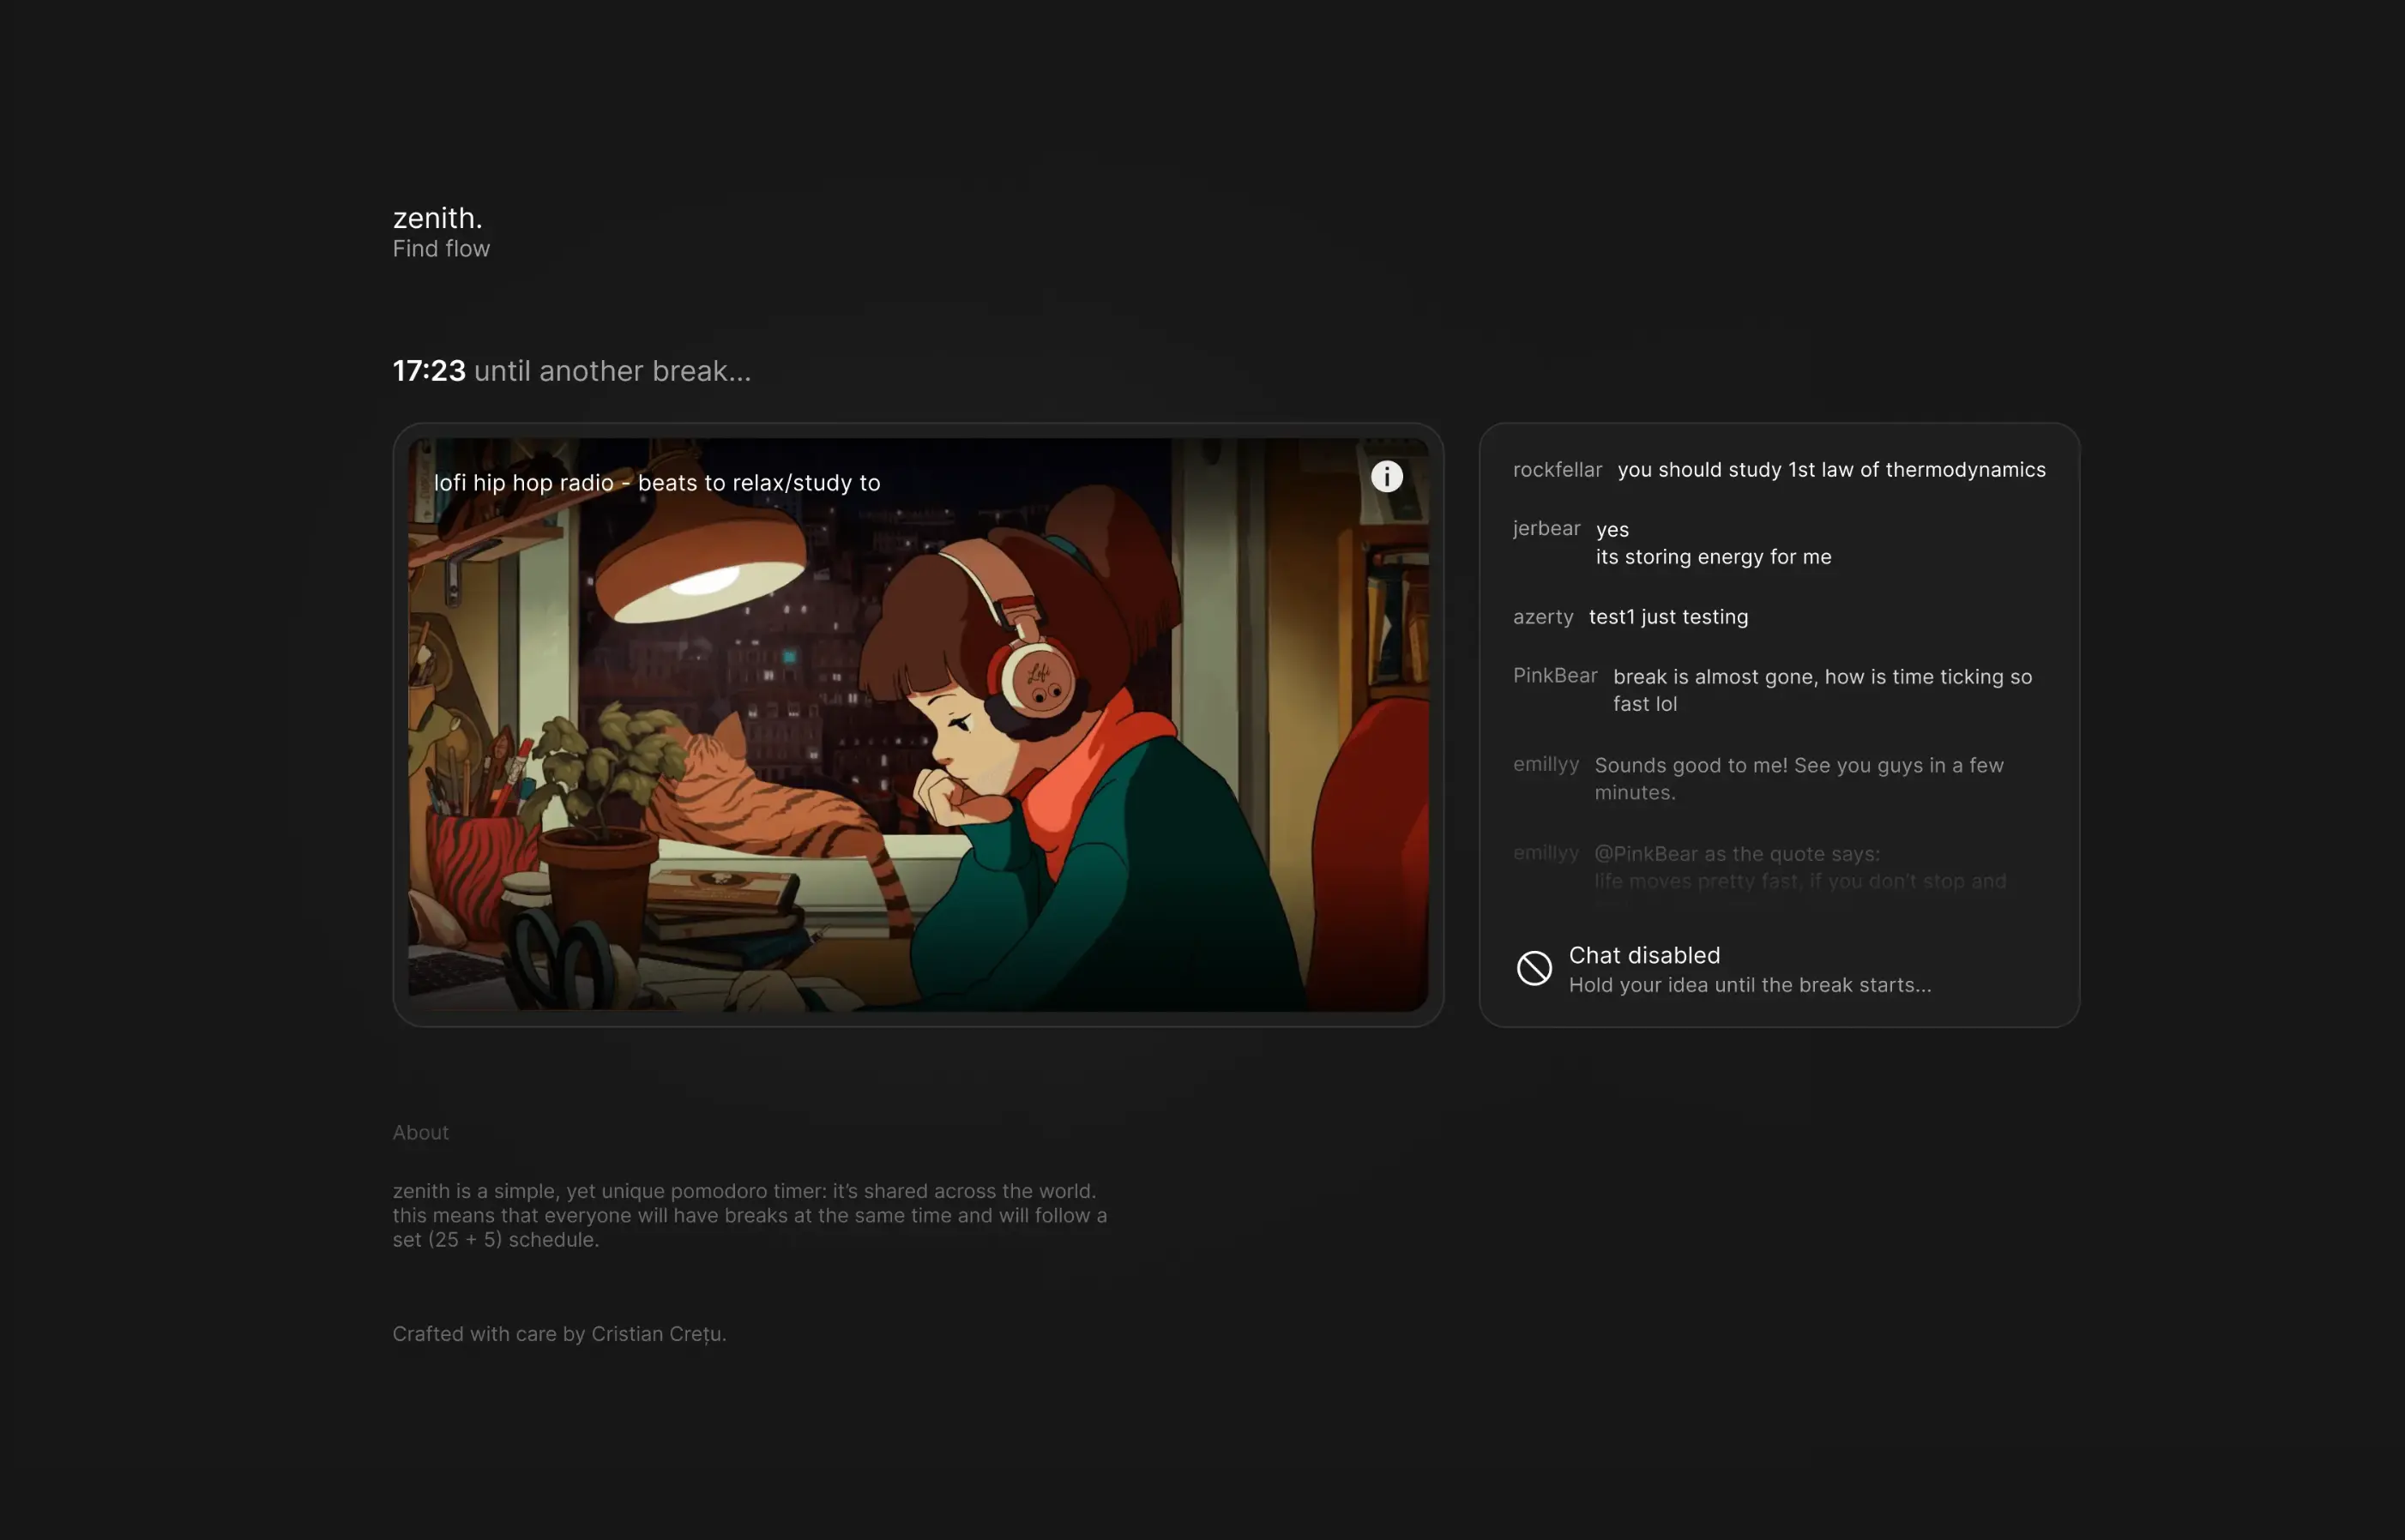 zenith.
Find flow
17:23 until another break...
lofi hip hop radio - beats to relax/study to
Lofi
rockfellar you should study 1st law of thermodynamics
jerbear yes
its storing energy for me
azerty test1 just testing
PinkBear break is almost gone, how is time ticking so
fast lol
emillyy Sounds good to me! See you guys in a few
minutes.
emillyy @PinkBear as the quote says:
life moves pretty fast, if you don't stop and
Chat disabled
Hold your idea until the break starts...
About
zenith is a simple, yet unique pomodoro timer: it’s shared across the world.
this means that everyone will have breaks at the same time and will follow a
set (25 + 5) schedule.
Crafted with care by Cristian Crețu.